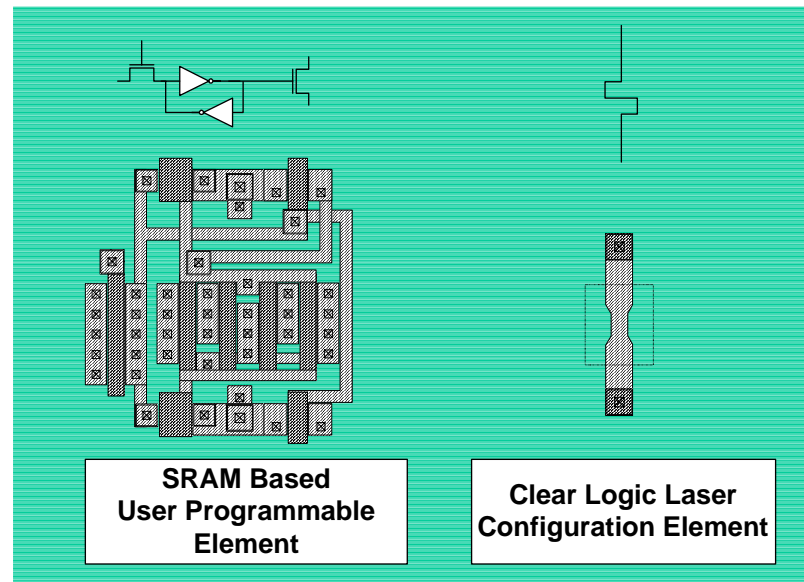 SRAM Based
User Programmable
Element
Clear Logic Laser
Configuration Element